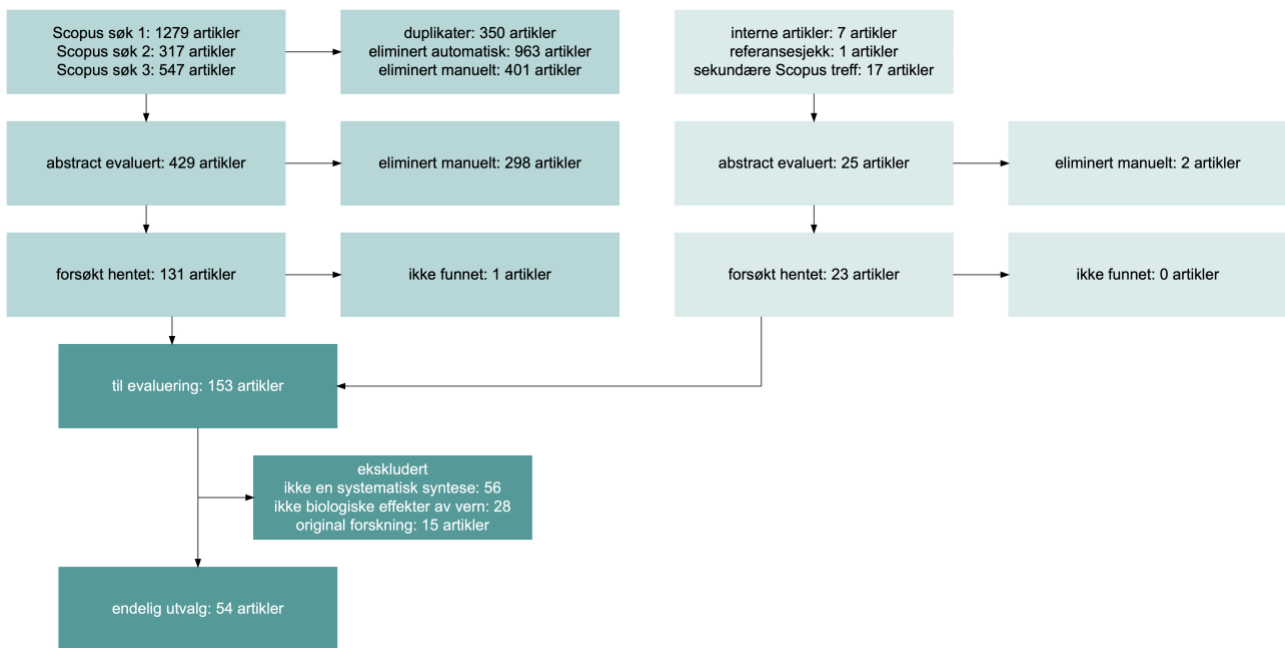 Scopus søk 1: 1279 artikler
Scopus søk 2: 317 artikler
Scopus søk 3: 547 artikler
duplikater: 350 artikler
eliminert automatisk: 963 artikler
eliminert manuelt: 401 artikler
interne artikler: 7 artikler
referansesjekk: 1 artikler
sekundære Scopus treff: 17 artikler
abstract evaluert: 429 artikler
eliminert manuelt: 298 artikler
abstract evaluert: 25 artikler
eliminert manuelt: 2 artikler
forsøkt hentet: 131 artikler
ikke funnet: 1 artikler
forsøkt hentet: 23 artikler
ikke funnet: 0 artikler
til evaluering: 153 artikler
ekskludert
ikke en systematisk syntese: 56
ikke biologiske effekter av vern: 28
original forskning: 15 artikler
endelig utvalg: 54 artikler